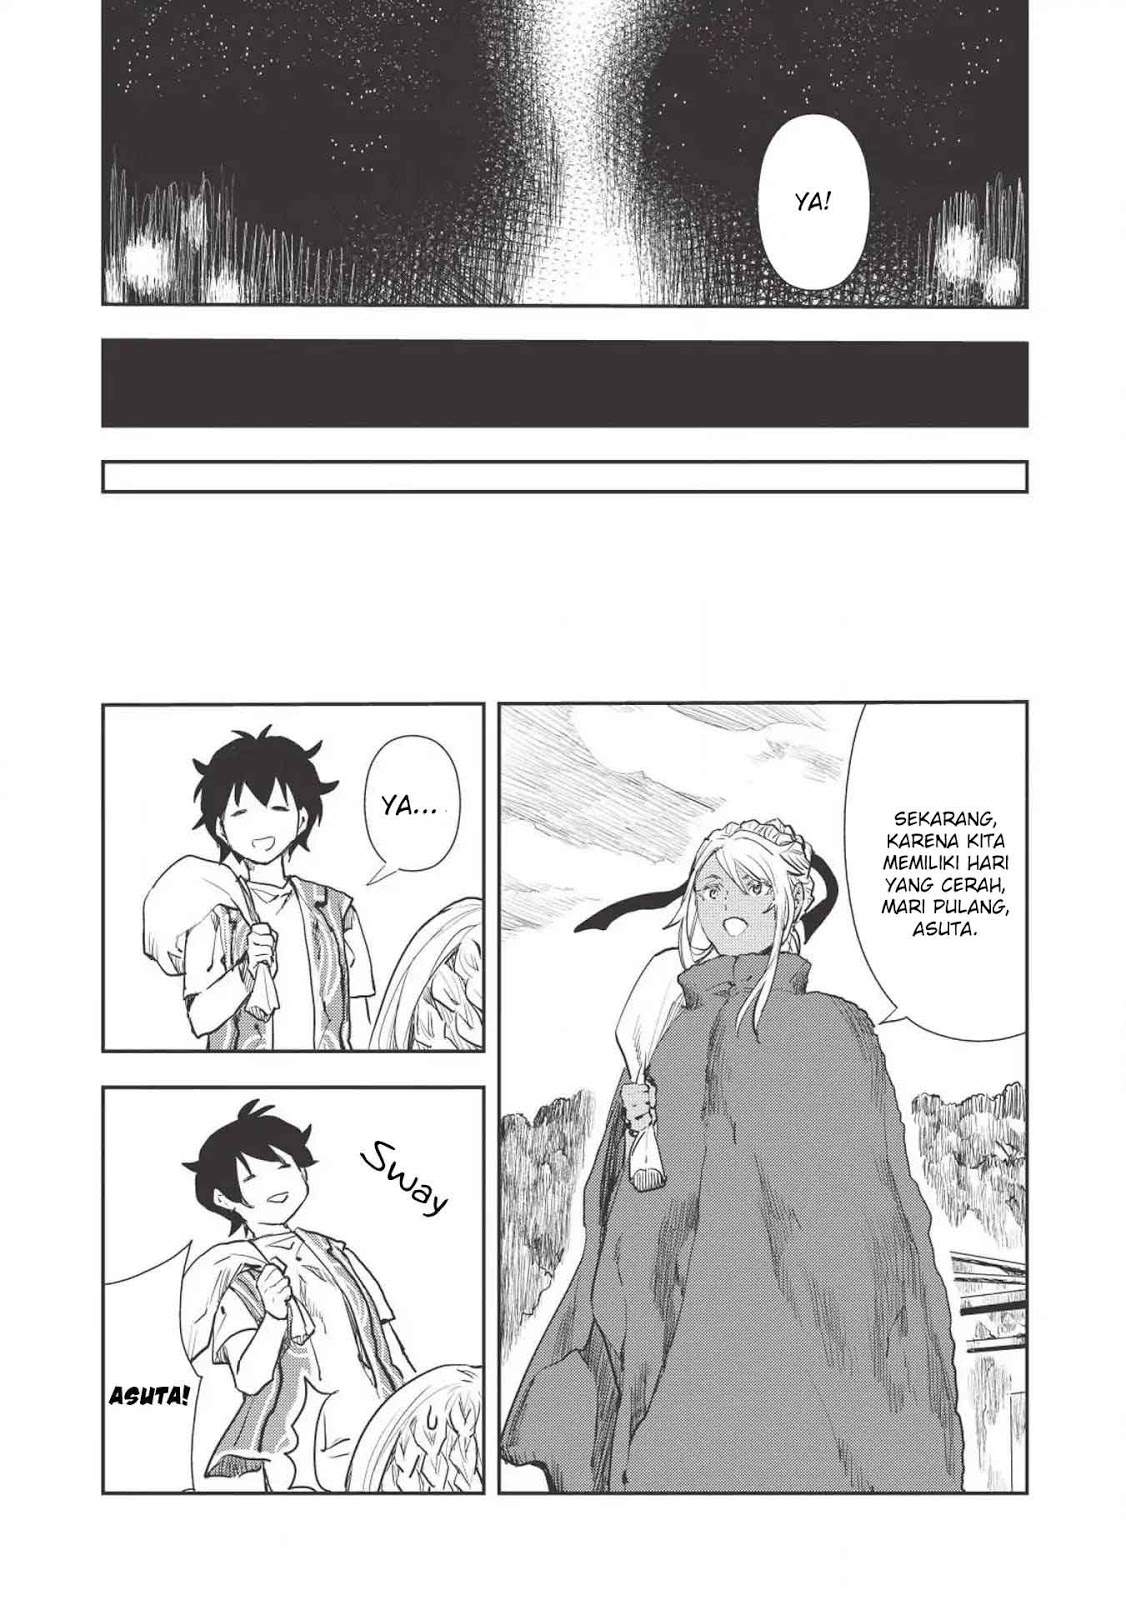 YA!
SEKARANG,
KARENA KITA
MEMILIKI HARI
YANG CERAH,
MARI PULANG,
ASUTA.
YA...
Sway
ASUTA!